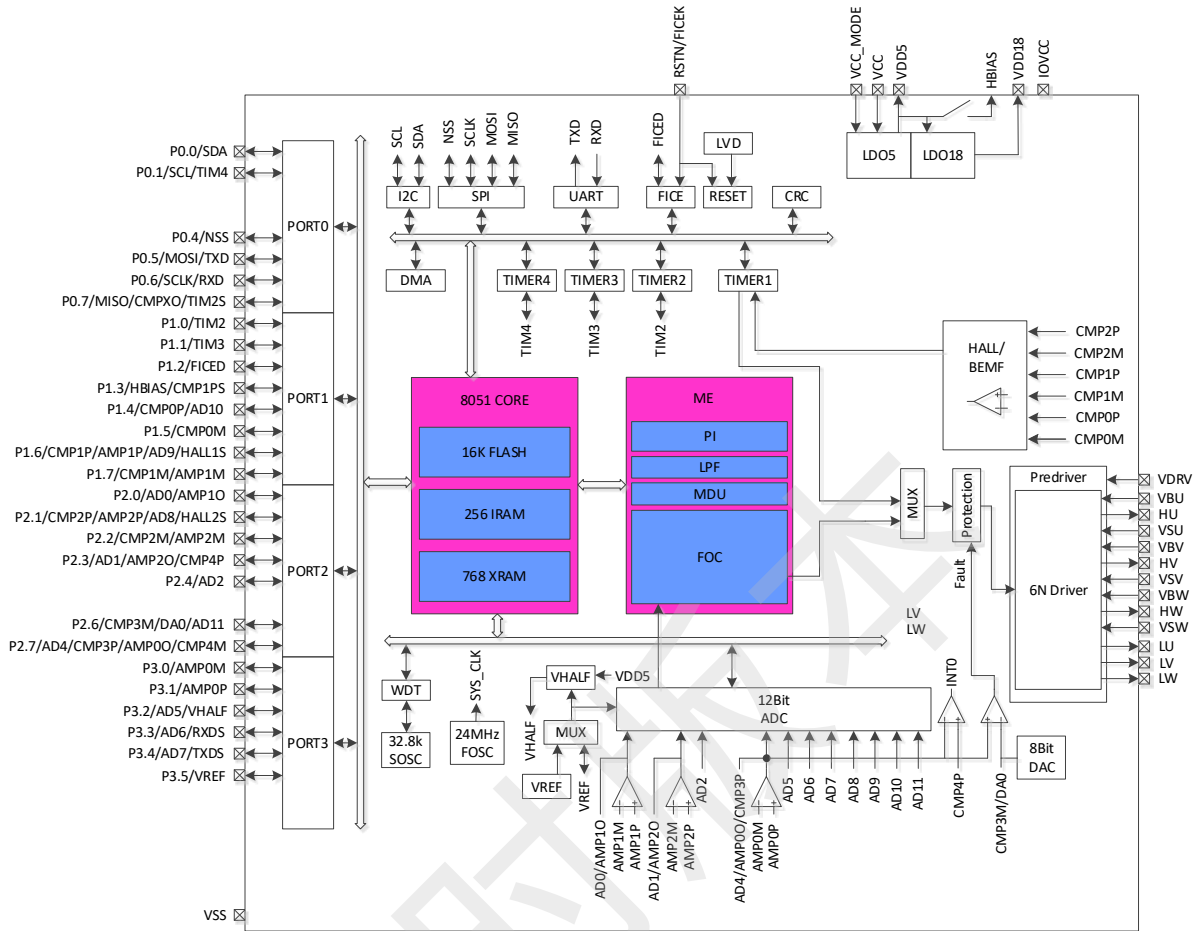 RSTN/FICEK
VCC_MODE
VCC
VDD5
HBIAS
VDD18
IOVCC
P0.0/SDA
P0.1/SCL/TIM4
P0.4/NSS
P0.5/MOSI/TXD
P0.6/SCLK/RXD
P0.7/MISO/CMPXO/TIM2S
P1.0/TIM2
P1.1/TIM3
P1.2/FICED
P1.3/HBIAS/CMP1PS
P1.4/CMP0P/AD10
P1.5/CMP0M
P1.6/CMP1P/AMP1P/AD9/HALL1S
P1.7/CMP1M/AMP1M
P2.0/AD0/AMP1O
P2.1/CMP2P/AMP2P/AD8/HALL2S
P2.2/CMP2M/AMP2M
P2.3/AD1/AMP2O/CMP4P
P2.4/AD2
P2.6/CMP3M/DA0/AD11
P2.7/AD4/CMP3P/AMP0O/CMP4M
P3.0/AMP0M
P3.1/AMP0P
P3.2/AD5/VHALF
P3.3/AD6/RXDS
P3.4/AD7/TXDS
P3.5/VREF
VSS
PORT0
PORT1
PORT2
PORT3
SCL
SDA
NSS
SCLK
MOSI
MISO
TXD
RXD
FICED
LVD
I2C
SPI
UART
FICE
RESET
CRC
LDO5
LDO18
DMA
TIMER4
TIMER3
TIMER2
TIMER1
TIM4
TIM3
TIM2
HALL/
BEMF
CMP2P
CMP2M
CMP1P
CMP1M
CMP0P
CMP0M
8051 CORE
16K FLASH
256 IRAM
768 XRAM
ME
PI
LPF
MDU
FOC
MUX
Protection
Fault
Predriver
6N Driver
VDRV
VBU
HU
VSU
VBV
HV
VSV
VBW
HW
VSW
LU
LV
LW
LV
LW
WDT
32.8k
SOSC
SYS_CLK
24MHz
FOSC
VHALF
VDD5
VHALF
MUX
VREF
VREF
12Bit
ADC
AD0/AMP1O
AMP1M
AMP1P
AD1/AMP2O
AMP2M
AMP2P
AD2
AD4/AMP0O/CMP3P
AMP0M
AMP0P
AD5
AD6
AD7
AD8
AD9
AD10
AD11
INT0
CMP4P
CMP3M/DA0
8Bit
DAC
时版本